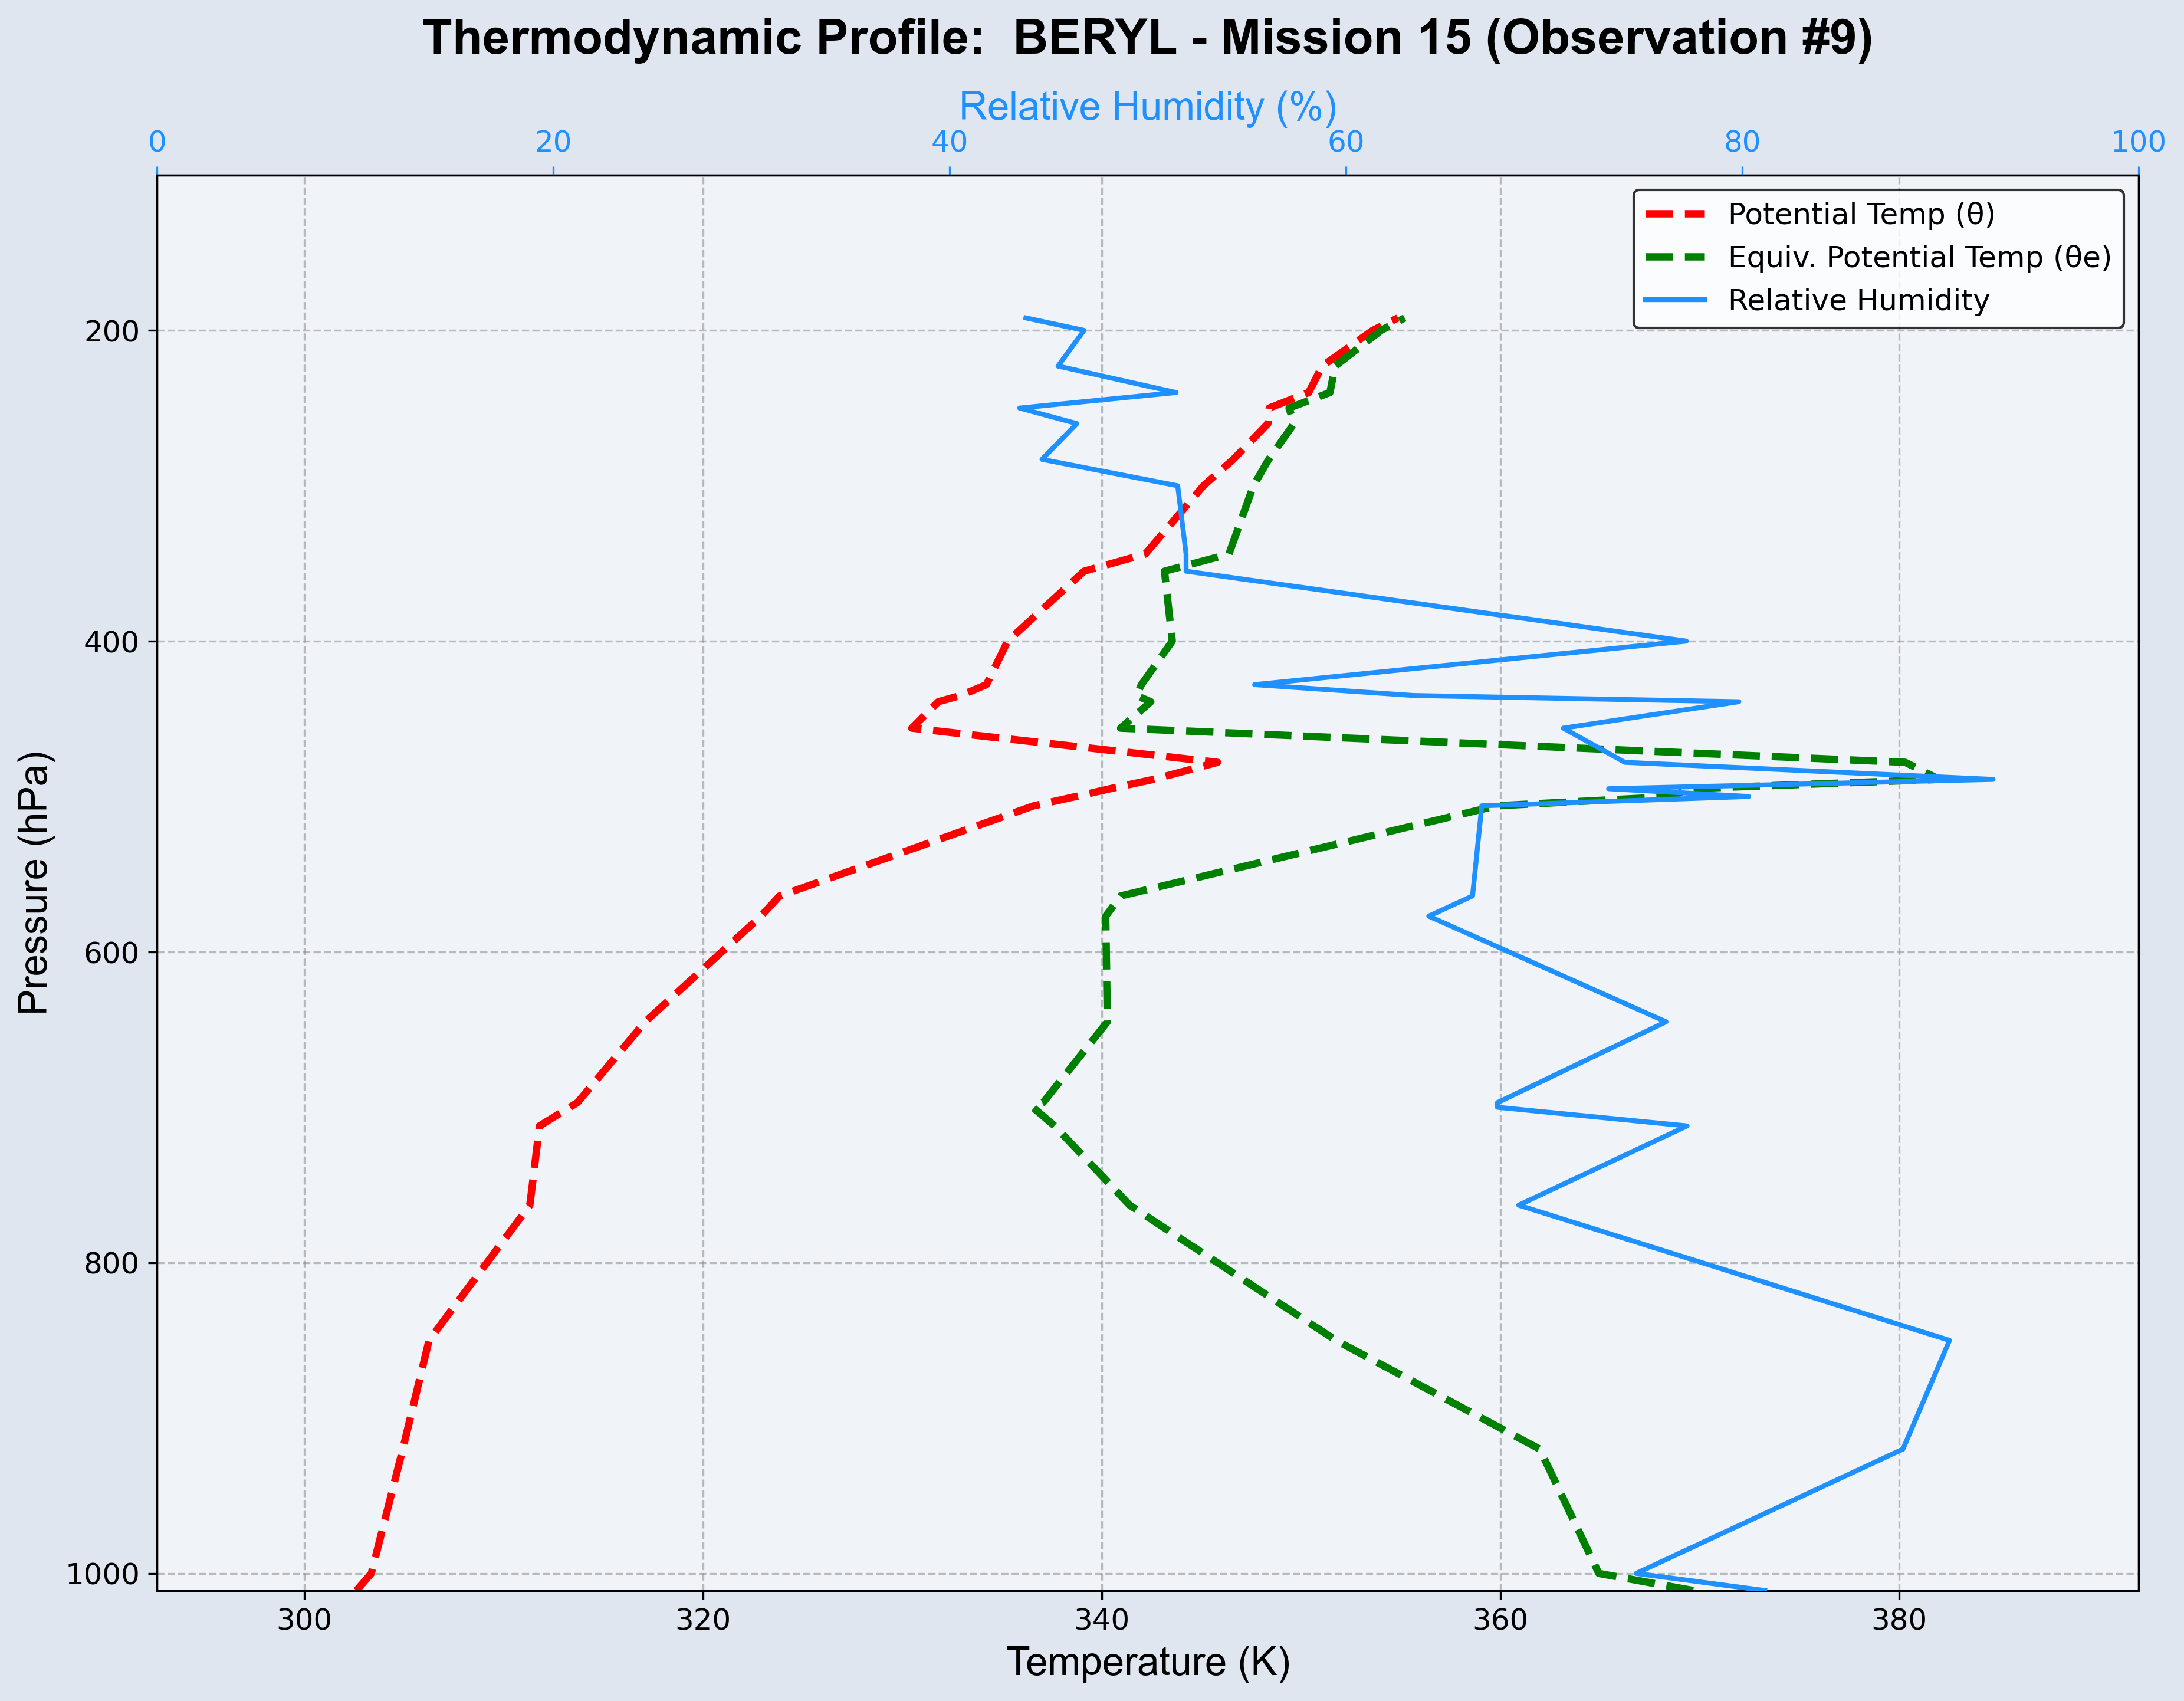 Thermodynamic Profile:  BERYL - Mission 15 (Observation #9)
Relative Humidity (%)
0 20 40 60 80 100
Potential Temp (θ)
Equiv. Potential Temp (θe)
Relative Humidity
200
400
600
800
1000
Pressure (hPa)
300 320 340 360 380
Temperature (K)